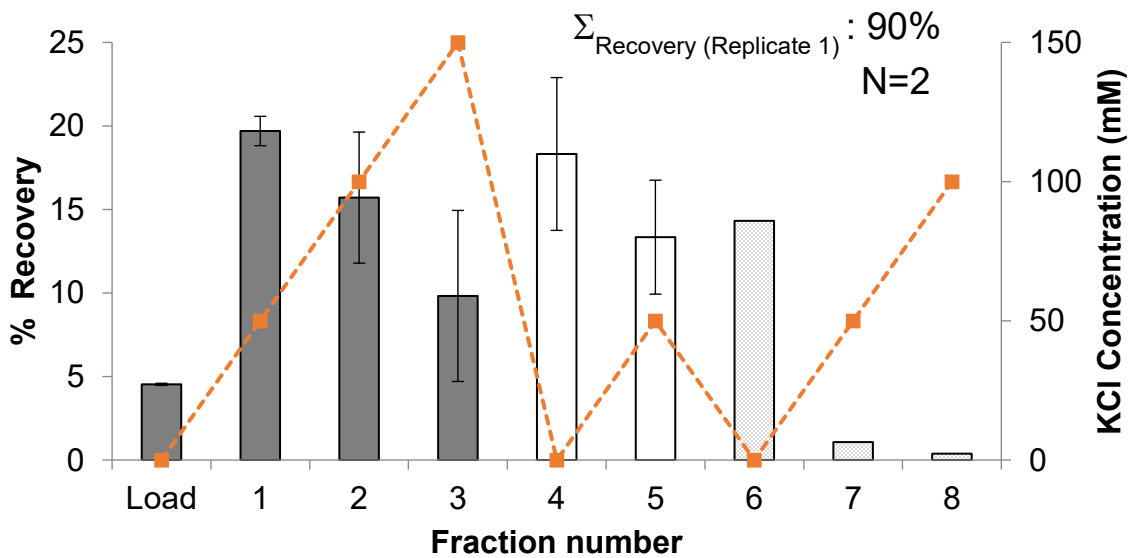 Σ Recovery (Replicate 1) : 90%
N=2
25
20
15
10
5
0
% Recovery
150
100
50
0
KCl Concentration (mM)
Load 1 2 3 4 5 6 7 8
Fraction number